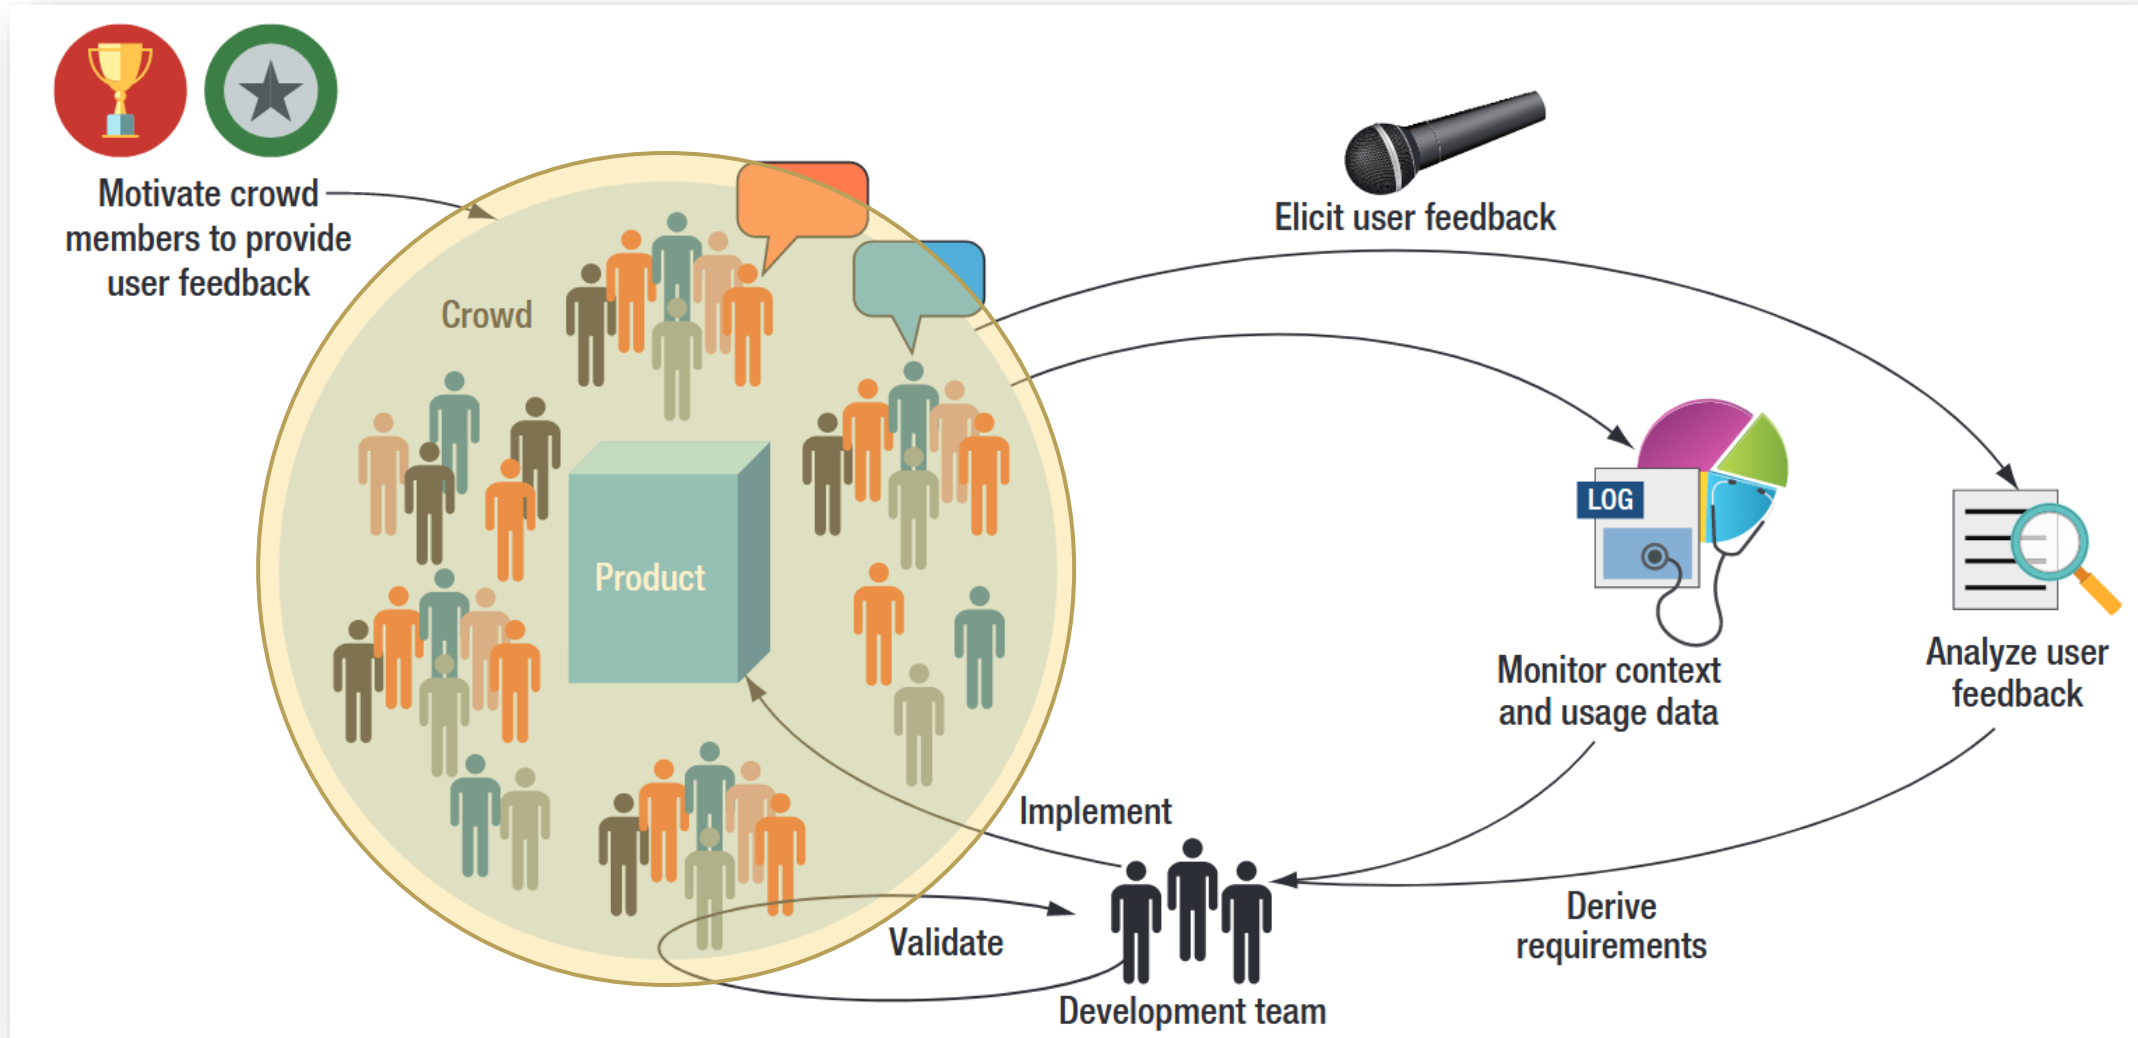 Motivate crowd
members to provide
user feedback
Crowd
Product
Elicit user feedback
LOG
Monitor context
and usage data
Analyze user
feedback
Implement
Validate
Derive
requirements
Development team